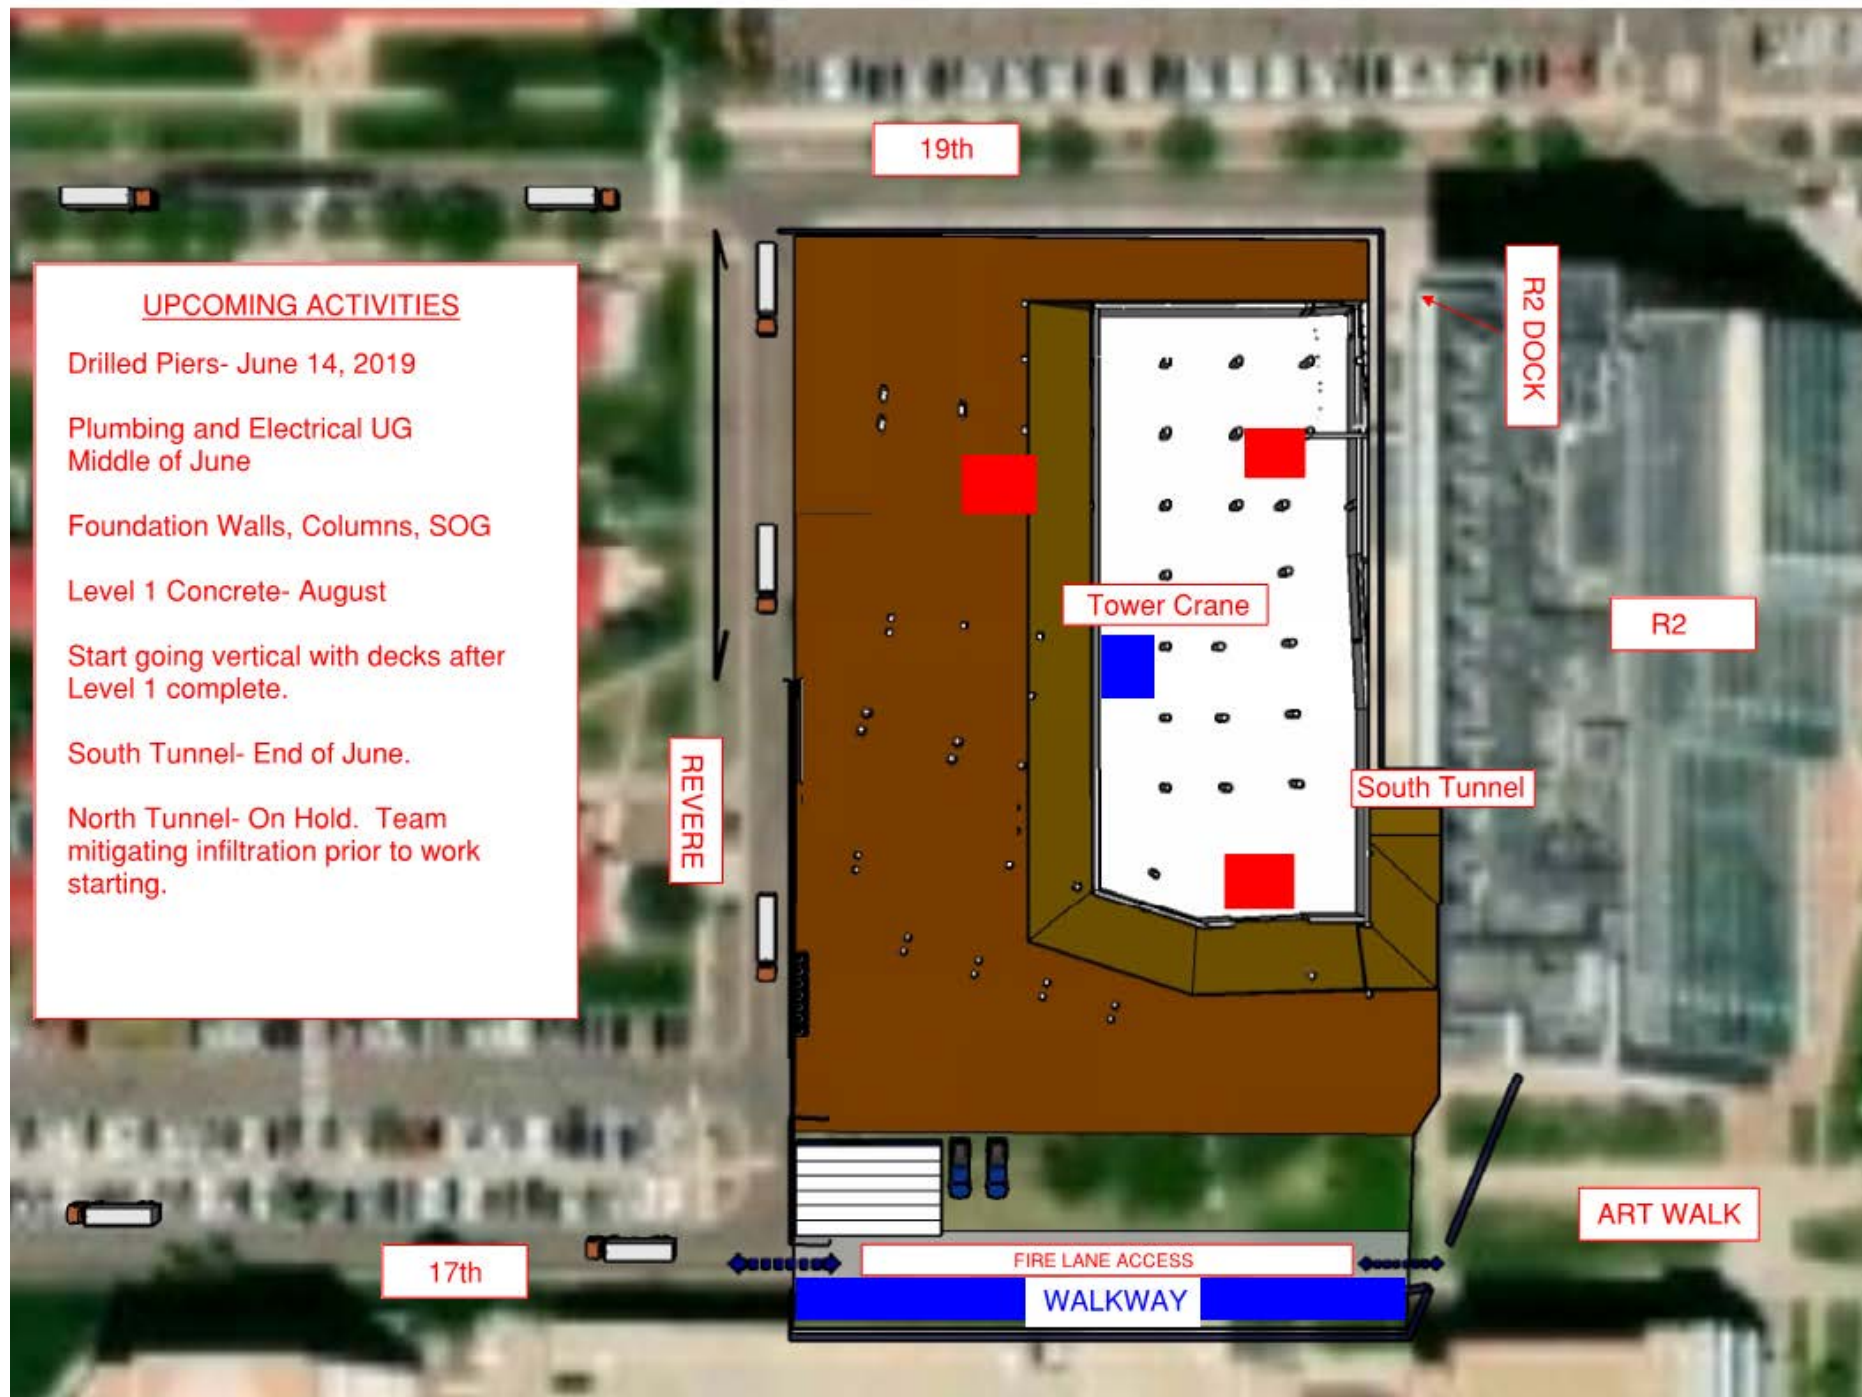 19th
UPCOMING ACTIVITIES
Drilled Piers- June 14, 2019
Plumbing and Electrical UG
Middle of June
Foundation Walls, Columns, SOG
Level 1 Concrete- August
Start going vertical with decks after
Level 1 complete.
South Tunnel- End of June.
North Tunnel- On Hold. Team
mitigating infiltration prior to work
starting.
R2 DOCK
Tower Crane
R2
REVERE
South Tunnel
ART WALK
17th
FIRE LANE ACCESS
WALKWAY